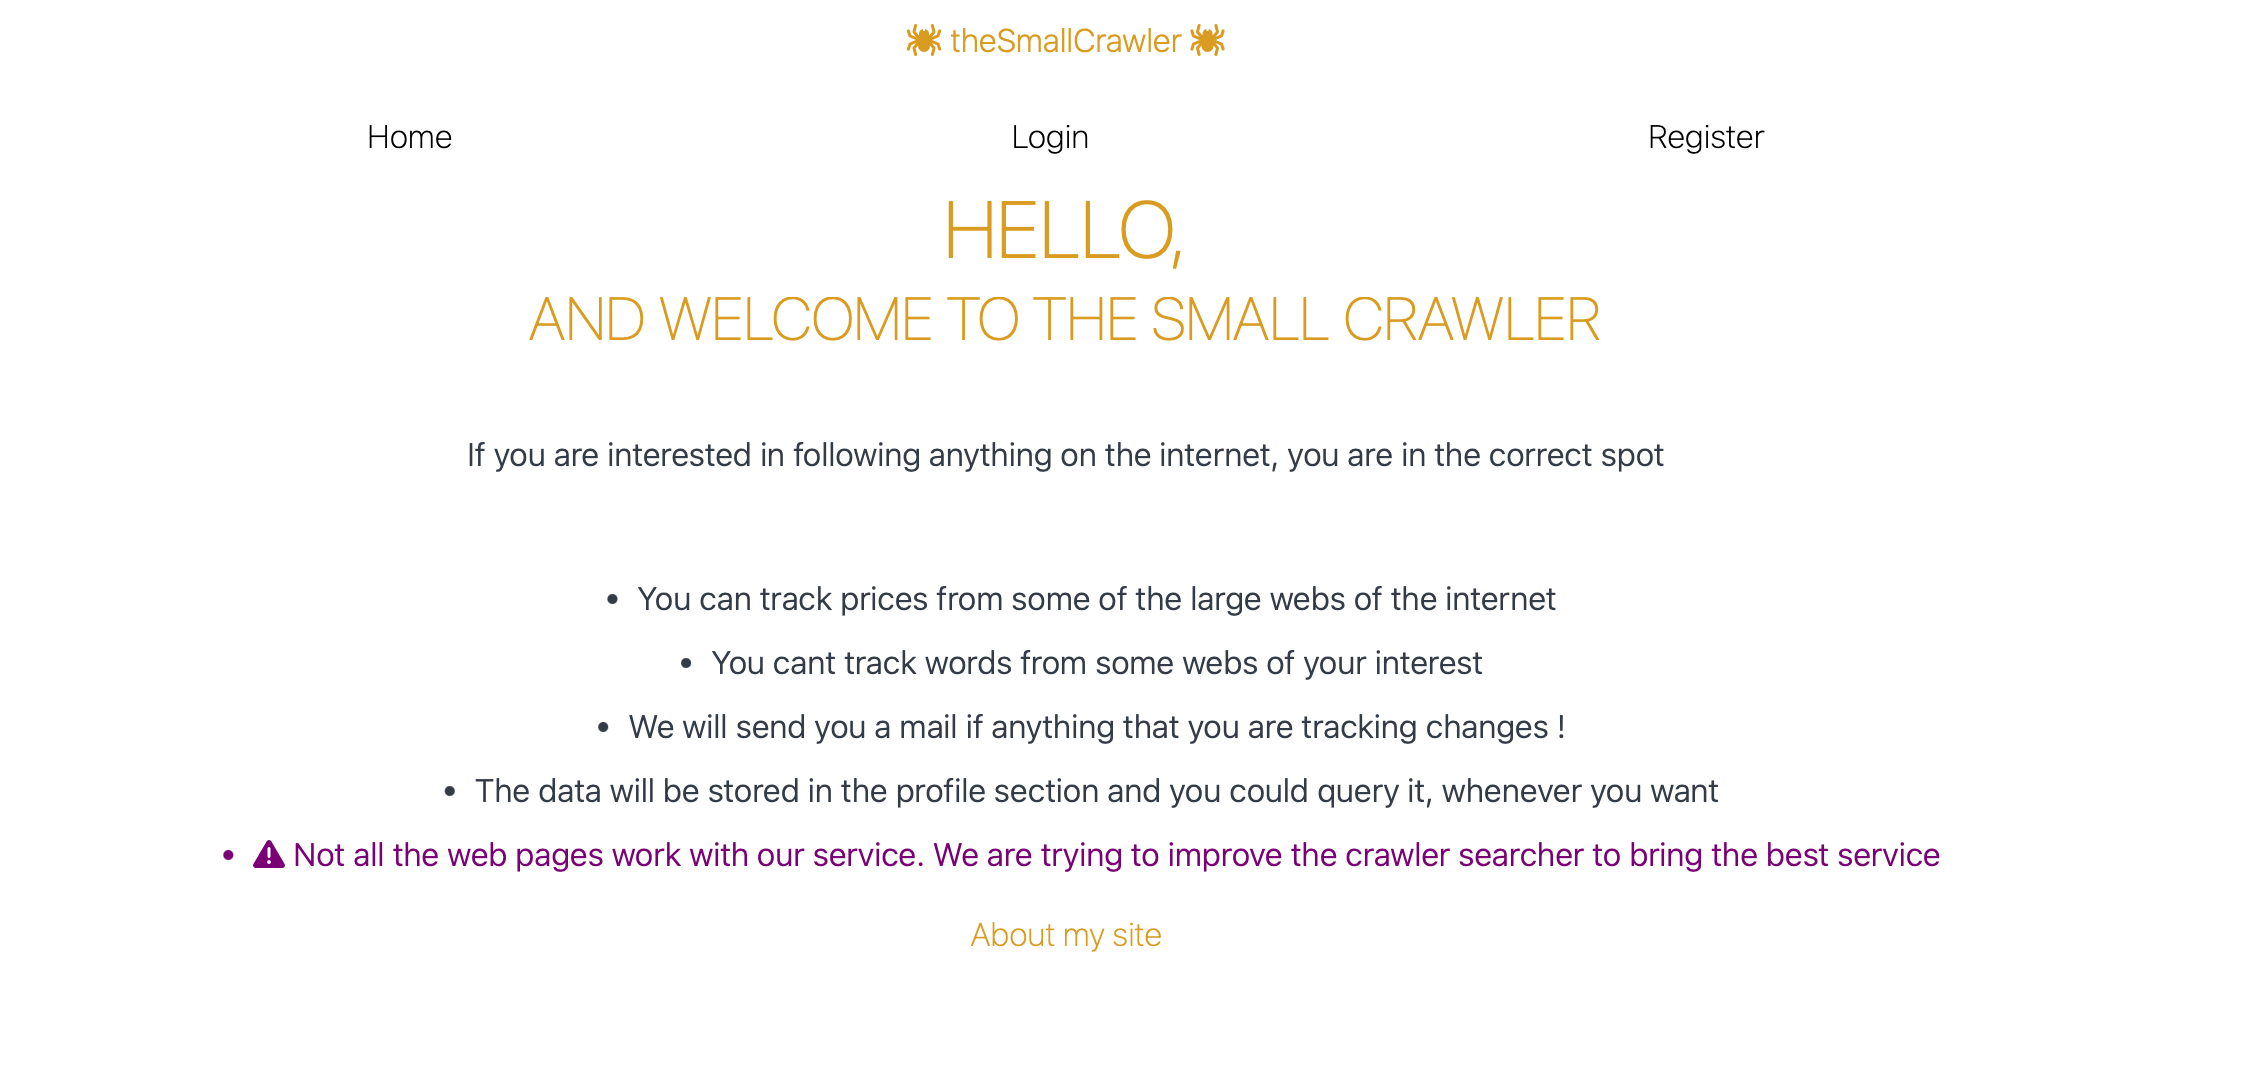 theSmallCrawler
Home Login Register
HELLO,
AND WELCOME TO THE SMALL CRAWLER
If you are interested in following anything on the internet, you are in the correct spot
• You can track prices from some of the large webs of the internet
• You cant track words from some webs of your interest
• We will send you a mail if anything that you are tracking changes !
• The data will be stored in the profile section and you could query it, whenever you want
• Not all the web pages work with our service. We are trying to improve the crawler searcher to bring the best service
About my site